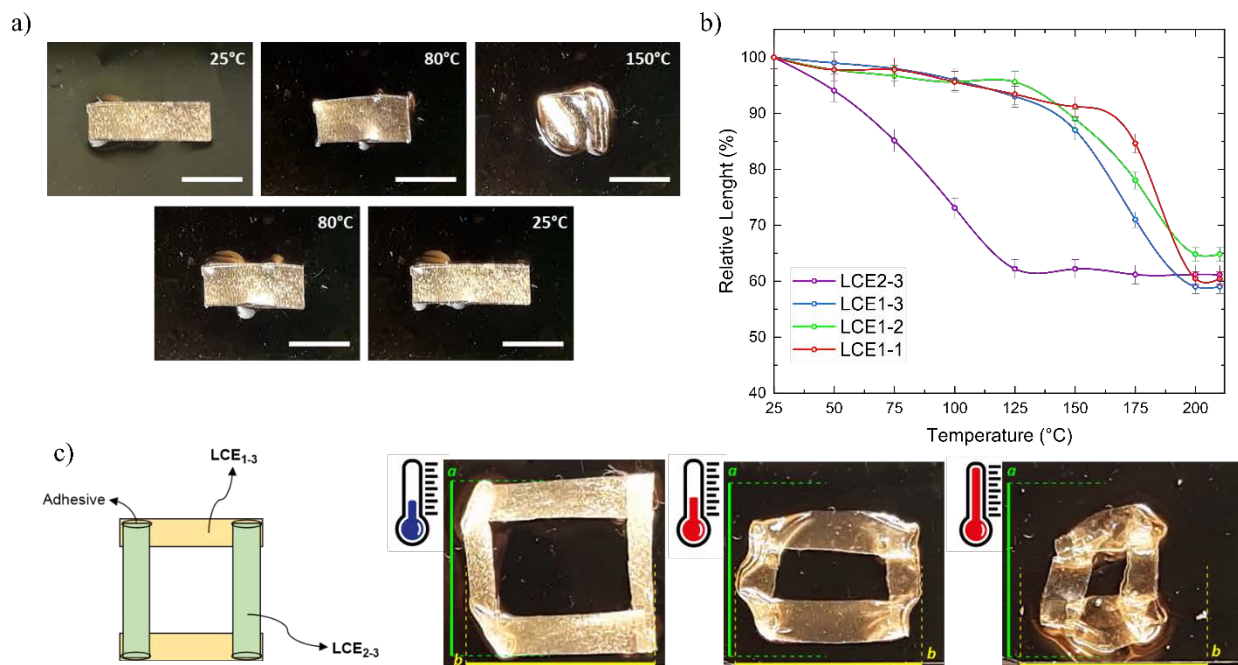 a)
25°C
80°C
150°C
80°C
25°C
b)
Relative Lenght (%)
100
90
80
70
60
50
40
LCE2-3
LCE1-3
LCE1-2
LCE1-1
25
50
75
100
125
150
175
200
Temperature (°C)
c)
LCE1-3
Adhesive
LCE2-3
a
b
a
b
a
b